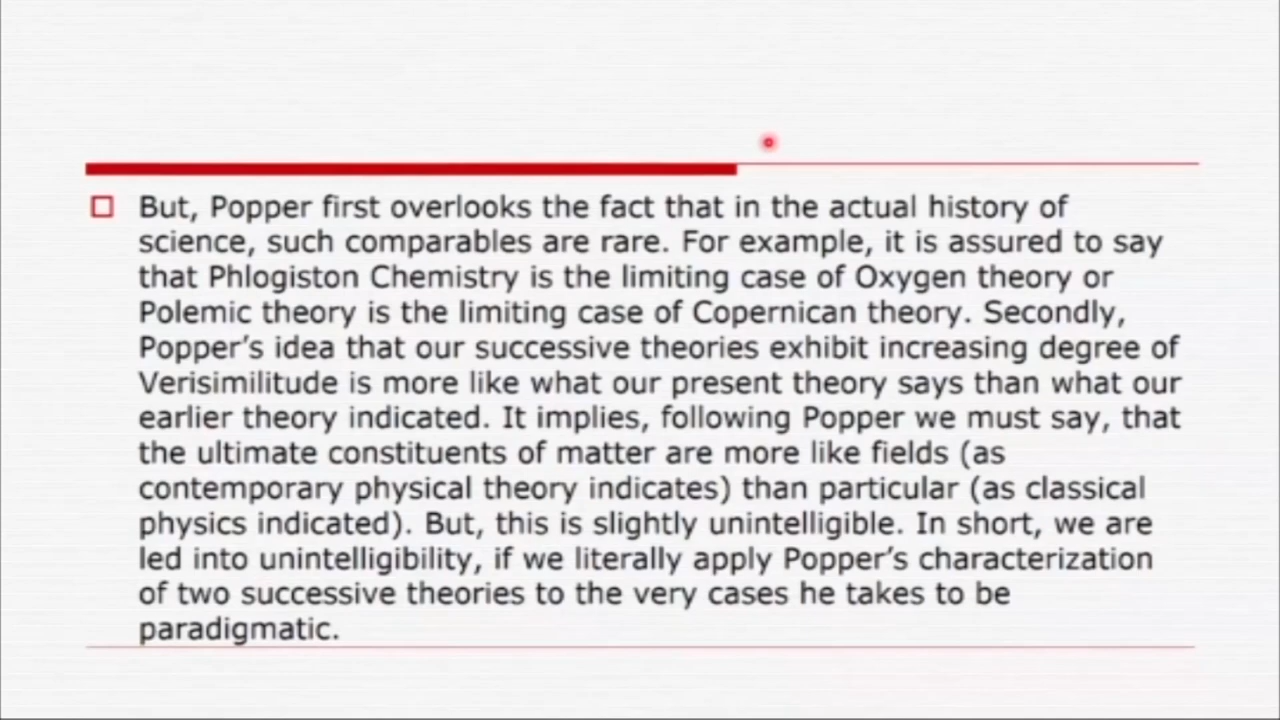 But, Popper first overlooks the fact that in the actual history of
science, such comparables are rare. For example, it is assured to say
that Phlogiston Chemistry is the limiting case of Oxygen theory or
Polemic theory is the limiting case of Copernican theory. Secondly,
Popper's idea that our successive theories exhibit increasing degree of
Verisimilitude is more like what our present theory says than what our
earlier theory indicated. It implies, following Popper we must say, that
the ultimate constituents of matter are more like fields (as
contemporary physical theory indicates) than particular (as classical
physics indicated). But, this is slightly unintelligible. In short, we are
led into unintelligibility, if we literally apply Popper's characterization
of two successive theories to the very cases he takes to be
paradigmatic.